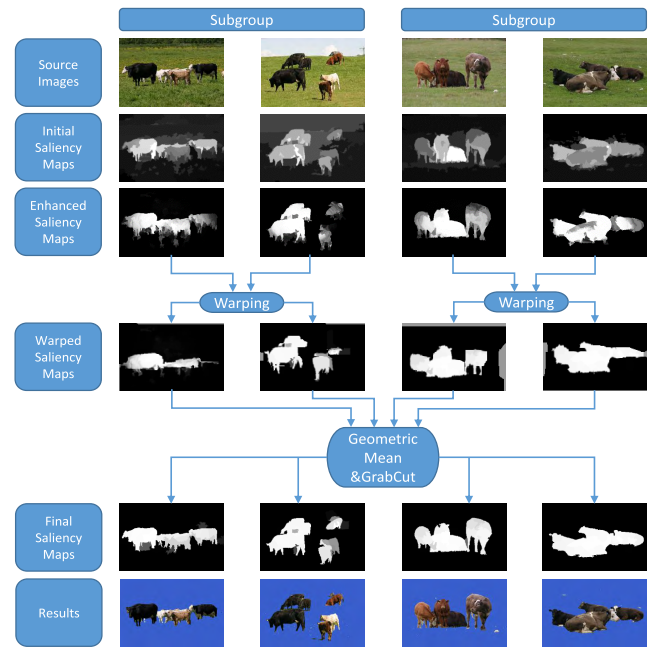 Subgroup
Subgroup
Source
Images
Initial
Saliency
Maps
Enhanced
Saliency
Maps
Warping
Warping
Warped
Saliency
Maps
Geometric
Mean
&GrabCut
Final
Saliency
Maps
Results